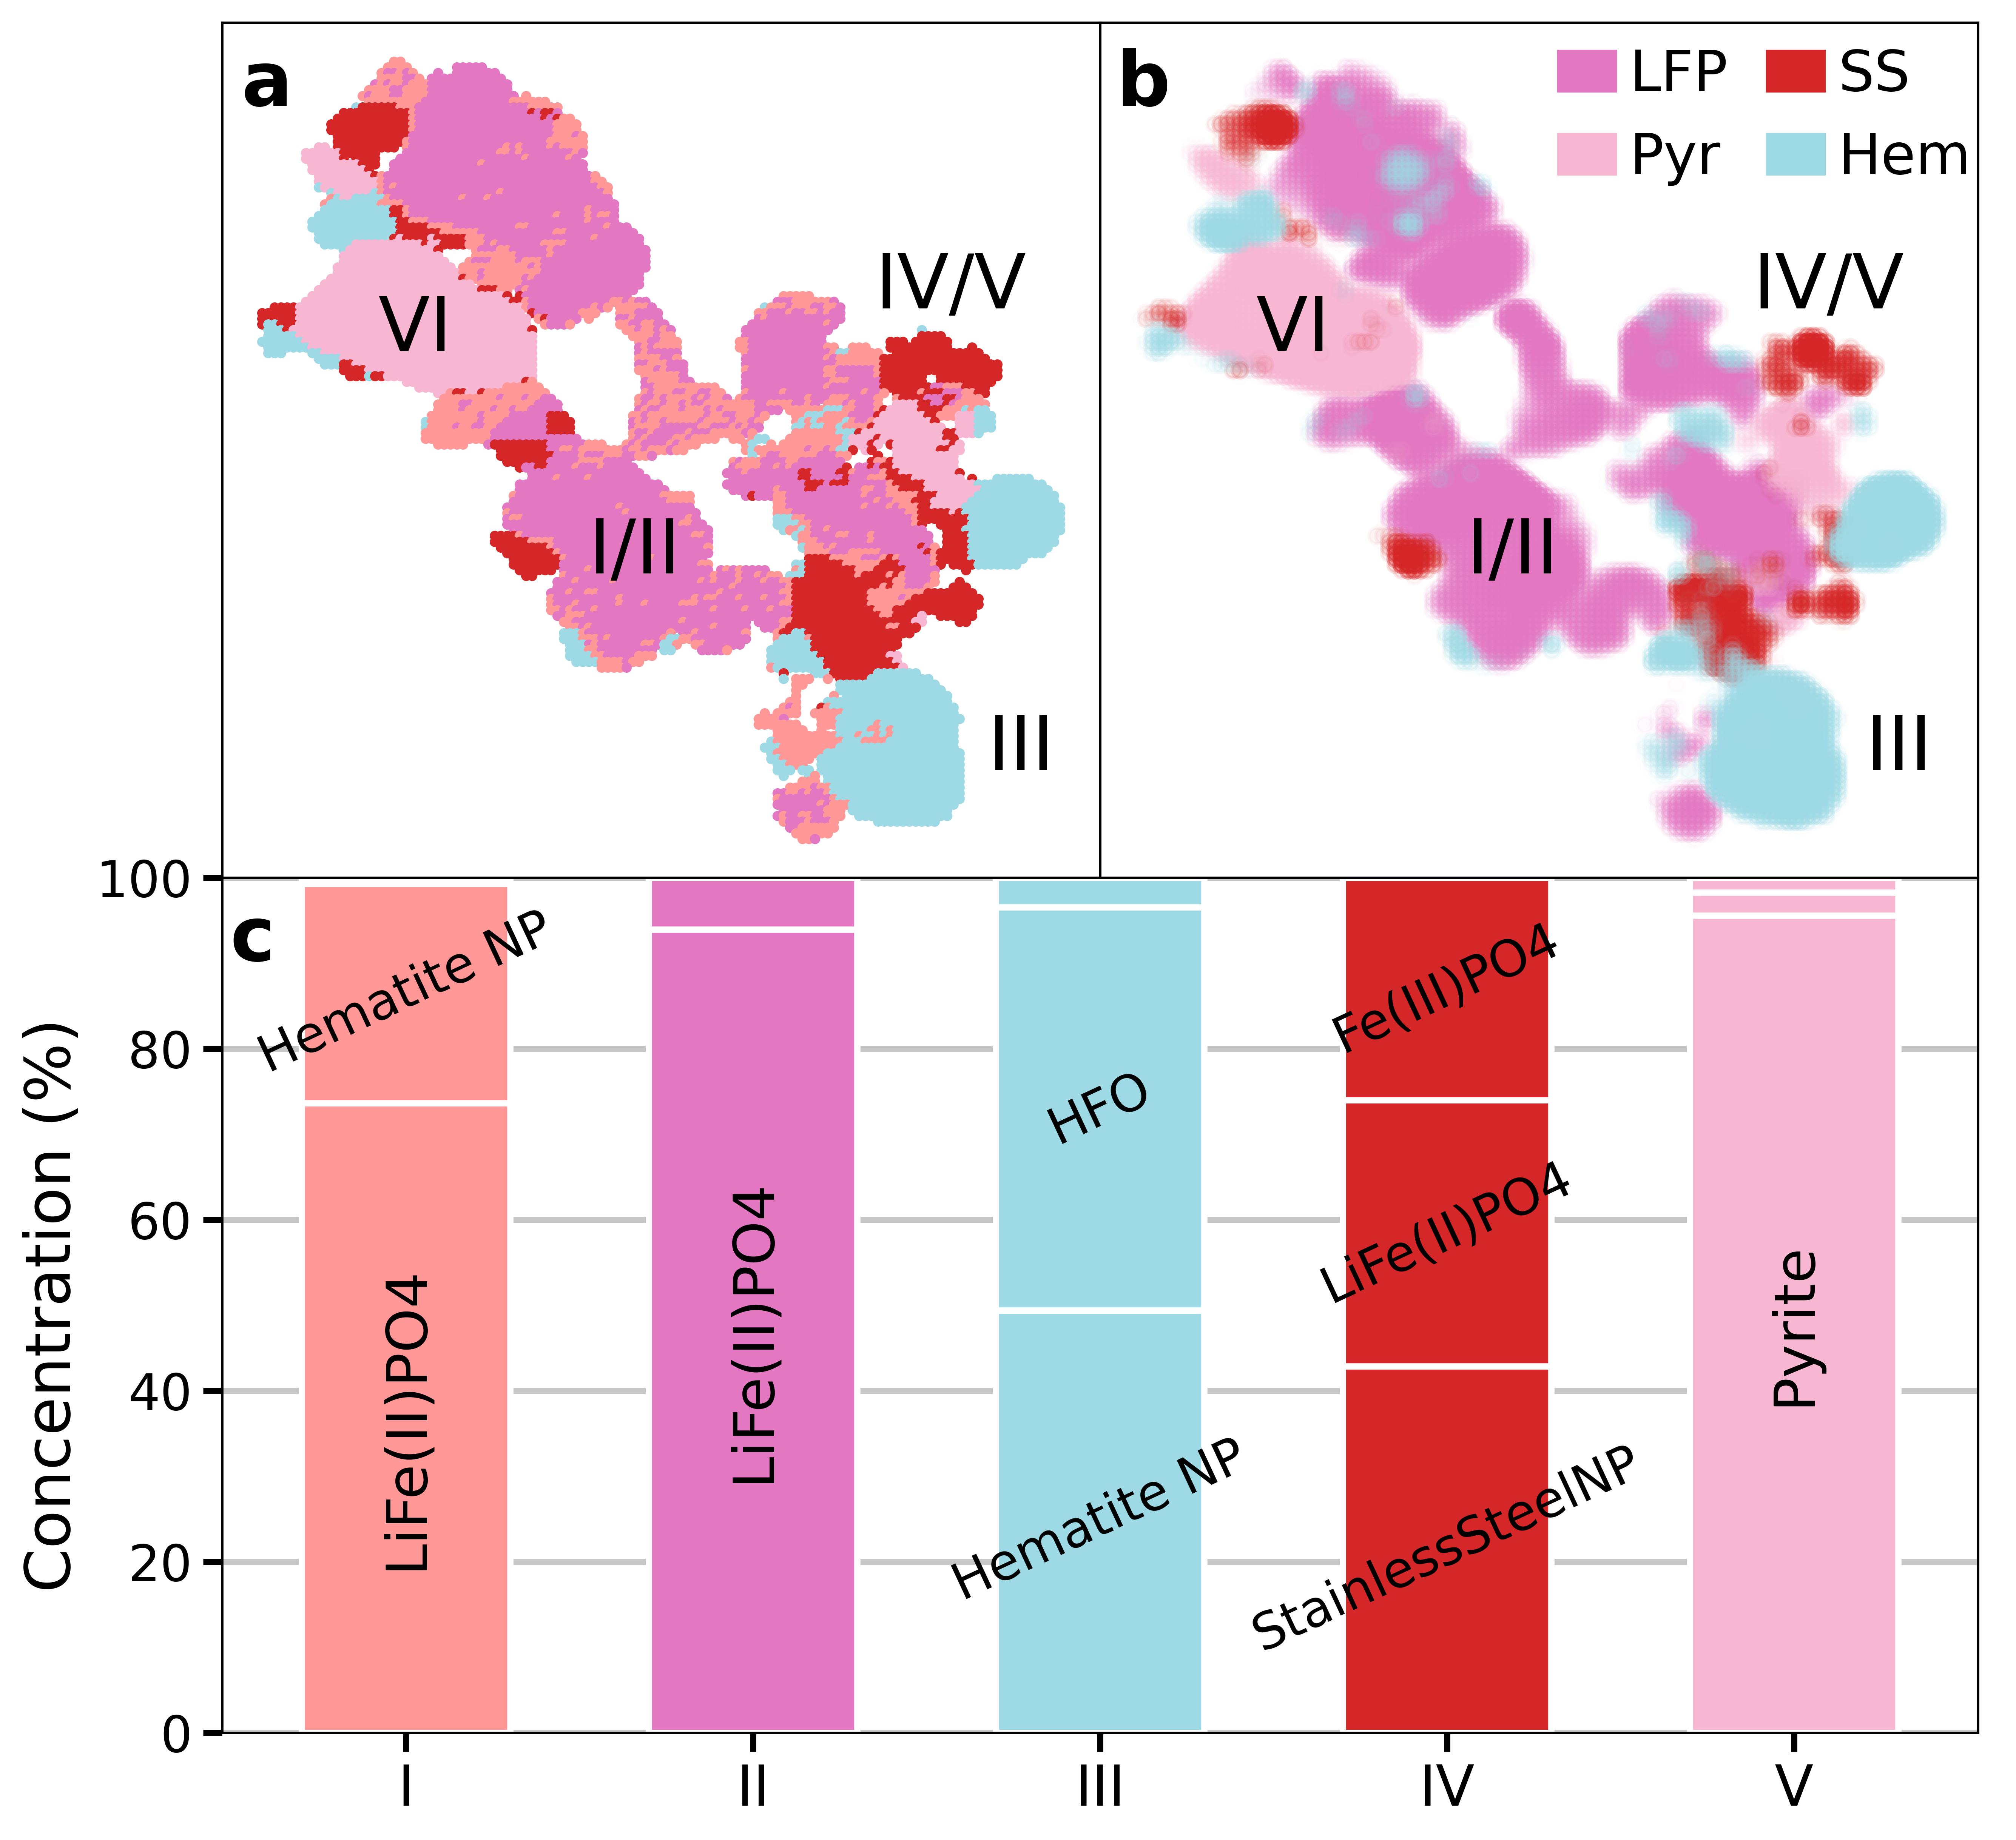 a
b
LFP
SS
Pyr
Hem
IV/V
IV/V
VI
VI
I/II
I/II
III
III
c
Concentration (%)
100
80
60
40
20
0
Hematite NP
LiFe(II)PO4
LiFe(II)PO4
HFO
Hematite NP
Fe(III)PO4
LiFe(II)PO4
StainlessSteelNP
Pyrite
I
II
III
IV
V